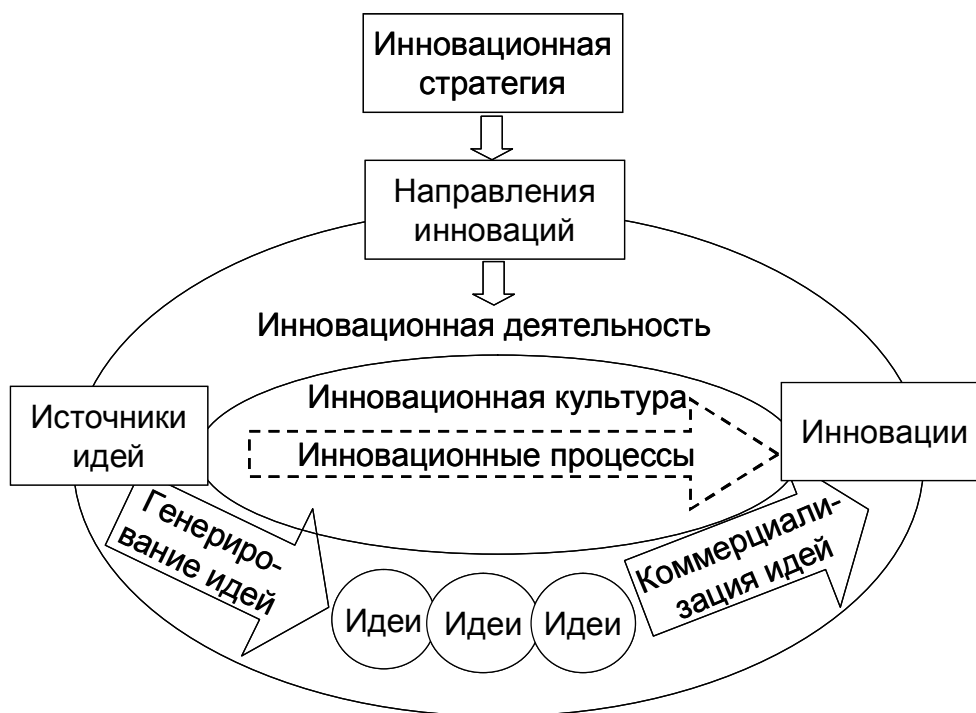 Инновационная
стратегия
Направления
инноваций
Инновационная деятельность
Инновационная культура
Источники
идей
Инновационные процессы
Инновации
Генериро-
вание идей
Коммерциали-
зация идей
Идеи
Идеи
Идеи